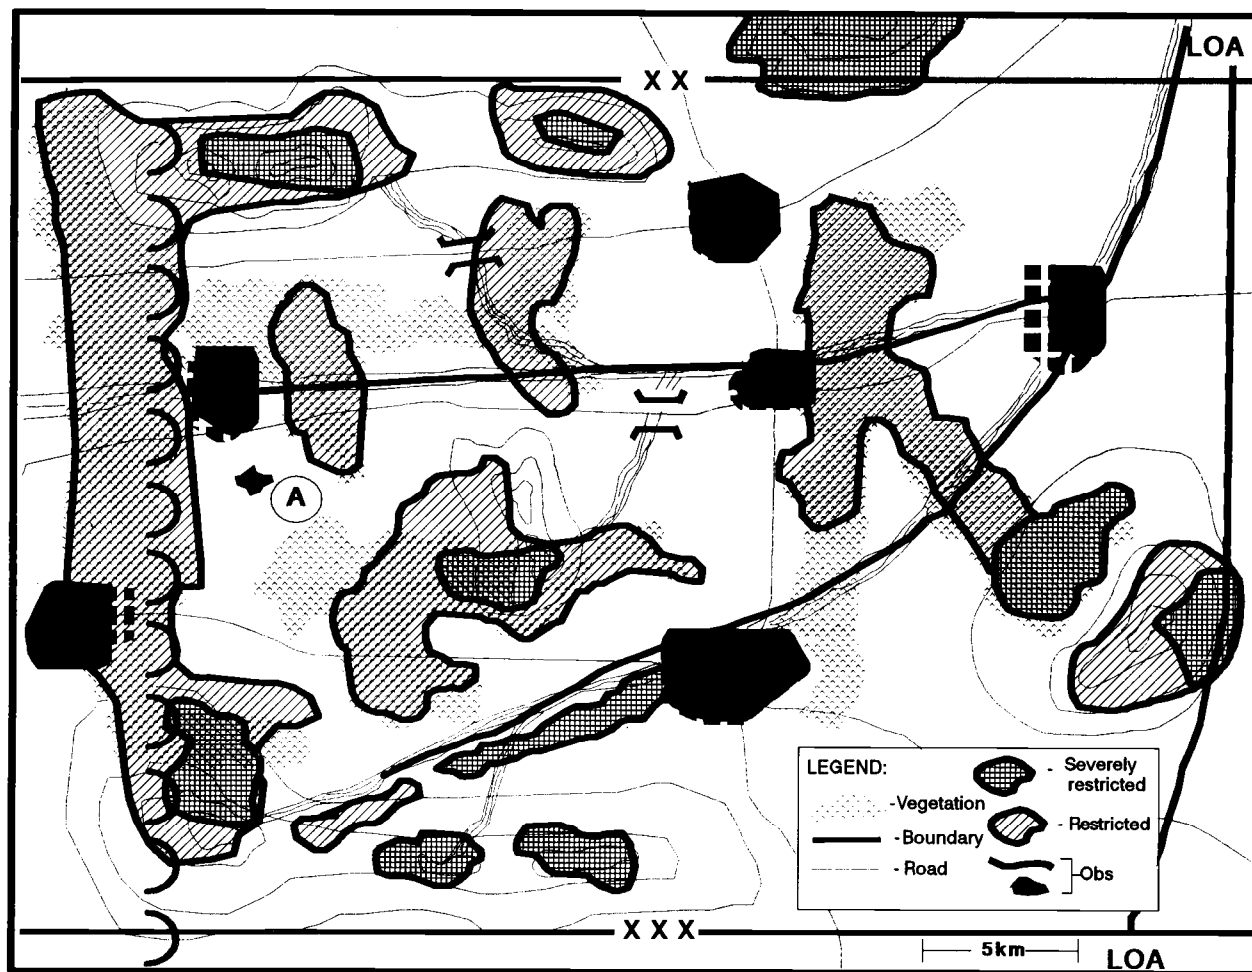 LOA
X X
A
LEGEND:
- Severely
restricted
-Vegetation
- Boundary
- Restricted
- Road
-Obs
X X X
5km
LOA